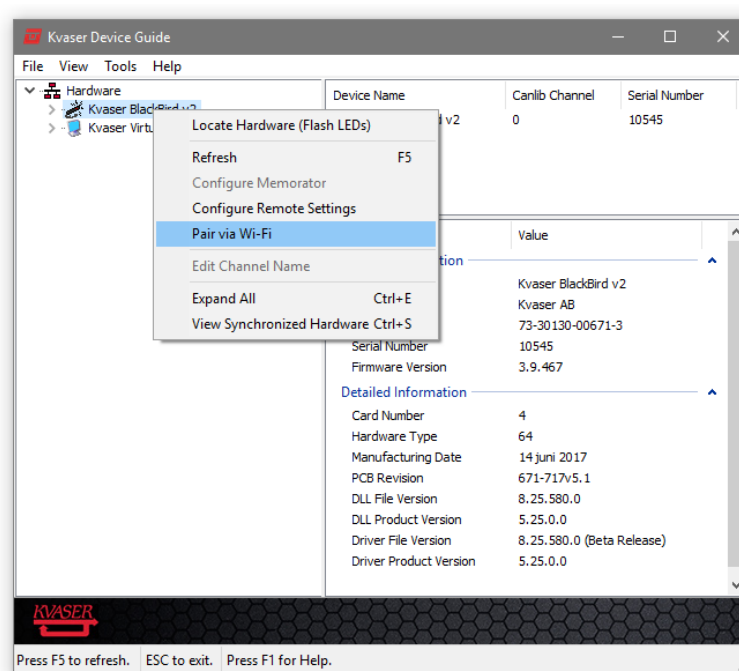 Kvaser Device Guide
File View Tools Help
Hardware
Kvaser BlackBird v2
Kvaser Virtu
Device Name Canlib Channel Serial Number
v2 0 10545
Locate Hardware (Flash LEDs)
Refresh F5
Configure Memorator
Configure Remote Settings
Pair via Wi-Fi
Edit Channel Name
Expand All Ctrl+E
View Synchronized Hardware Ctrl+S
Value
tion
Kvaser BlackBird v2
Kvaser AB
73-30130-00671-3
Serial Number 10545
Firmware Version 3.9.467
Detailed Information
Card Number 4
Hardware Type 64
Manufacturing Date 14 juni 2017
PCB Revision 671-717v5.1
DLL File Version 8.25.580.0
DLL Product Version 5.25.0.0
Driver File Version 8.25.580.0 (Beta Release)
Driver Product Version 5.25.0.0
KVASER
Press F5 to refresh. ESC to exit. Press F1 for Help.